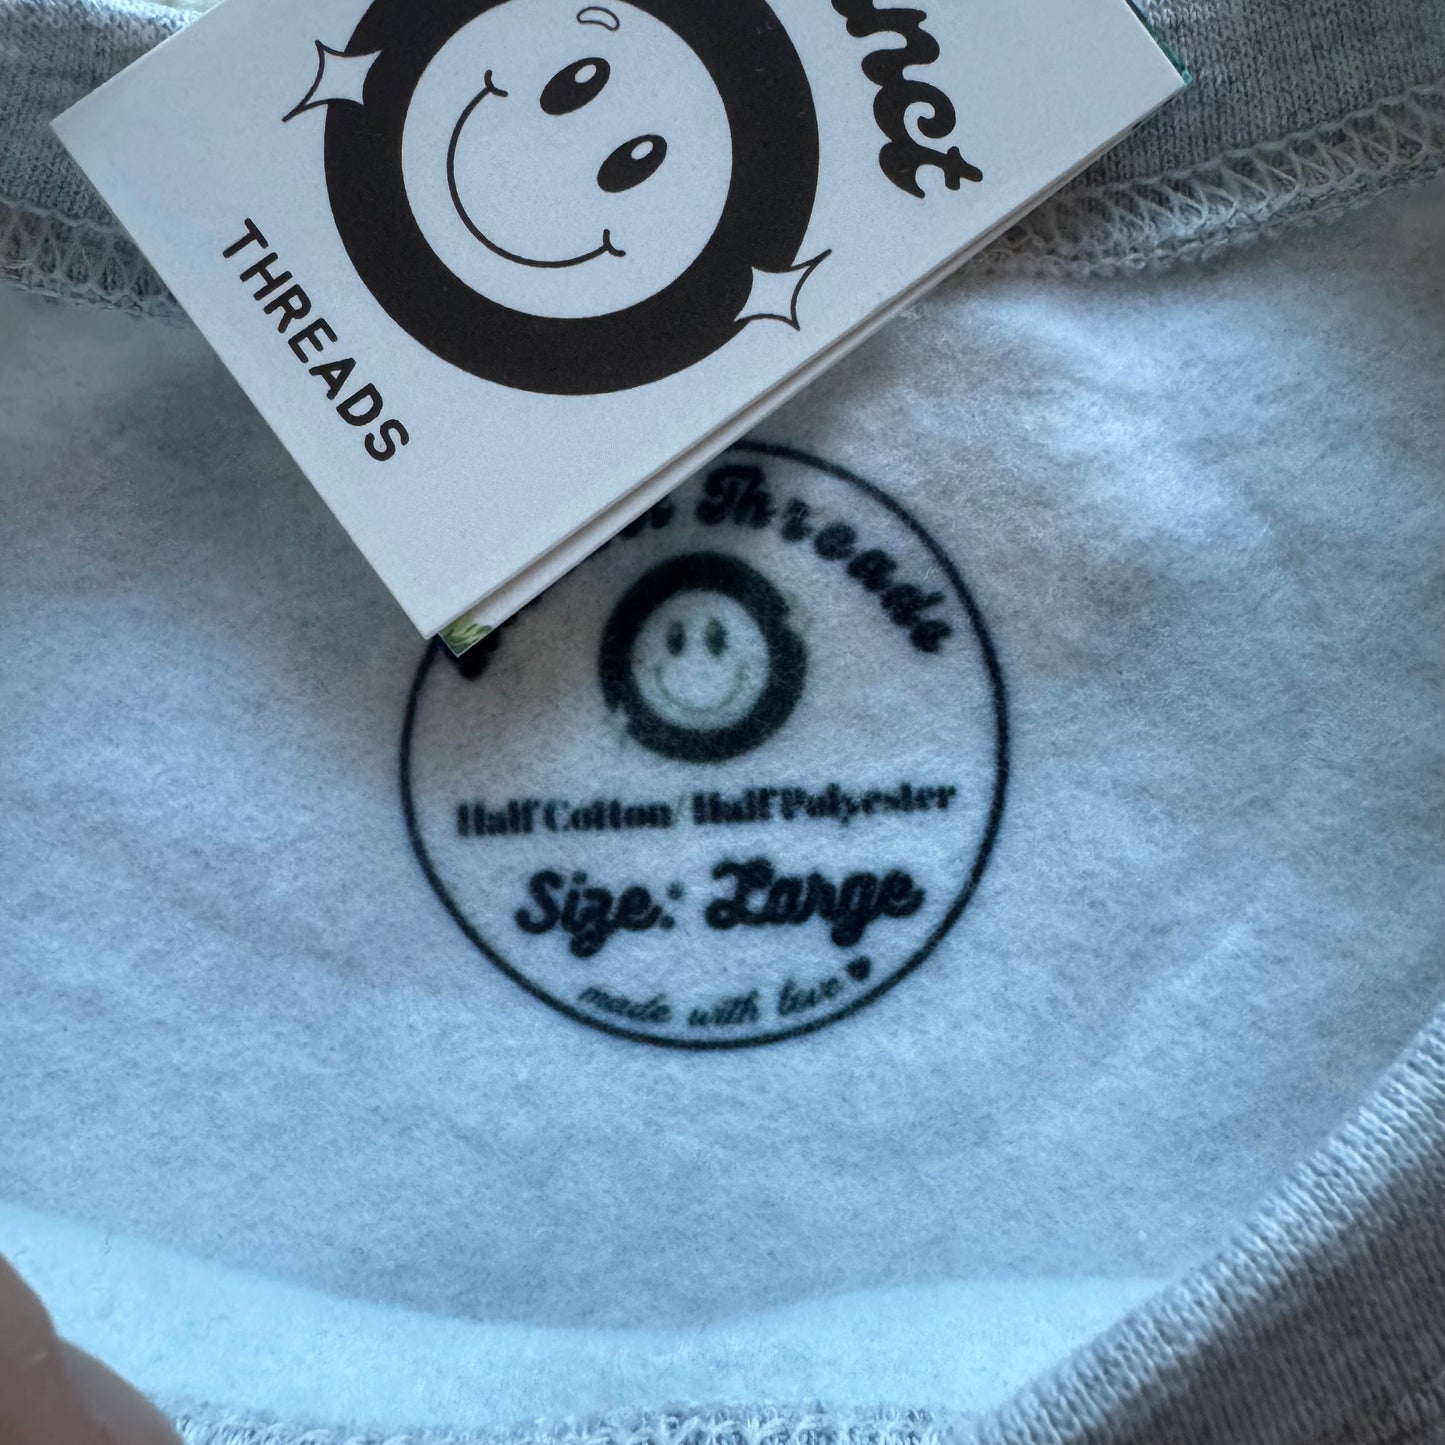 THREADS
Threads
Half Cotton/Half Polyester
Size: Large
made with love